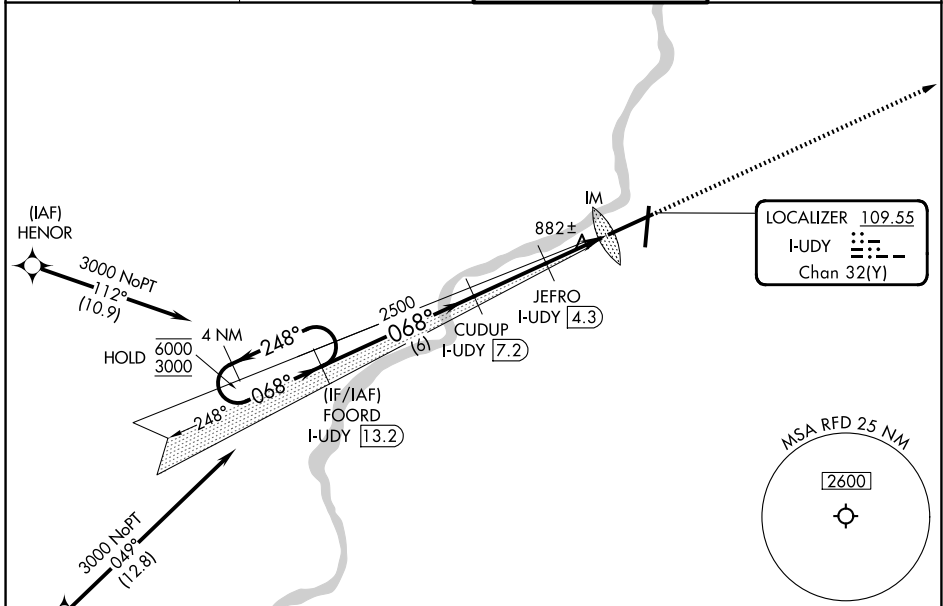 IM
(IAF)
HENOR
882±
LOCALIZER 109.55
I-UDY
Chan 32(Y)
3000 NoPT
112°
(10.9)
JEFRO
I-UDY 4.3
2500
068°
(6)
CUDUP
I-UDY 7.2
4 NM
HOLD
6000
3000
248°
068°
248°
(IF/IAF)
FOORD
I-UDY 13.2
MSA RFD 25 NM
2600
3000 NoPT
049°
(12.8)